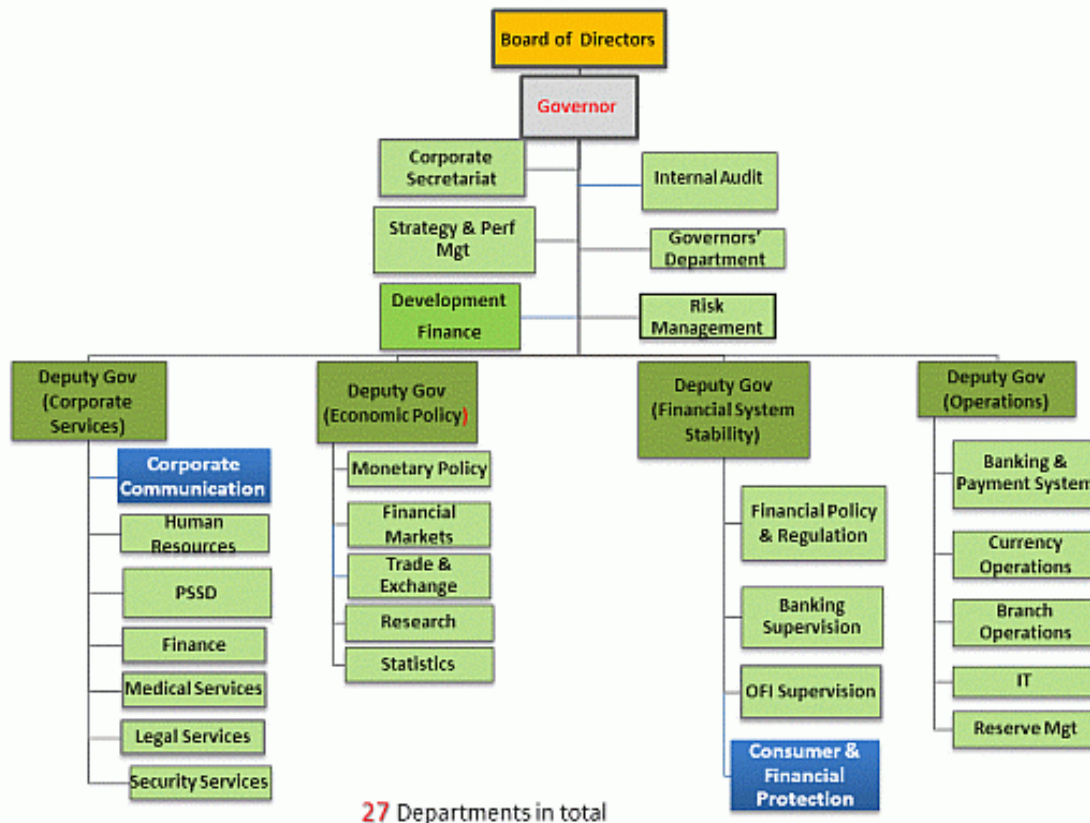 Board of Directors
Governor
Corporate
Secretariat
Internal Audit
Strategy & Perf
Mgt
Governors'
Department
Development
Finance
Risk
Management
Deputy Gov
(Corporate
Services)
Corporate
Communication
Human
Resources
PSSD
Finance
Medical Services
Legal Services
Security Services
Deputy Gov
(Economic Policy)
Monetary Policy
Financial
Markets
Trade &
Exchange
Research
Statistics
Deputy Gov
(Financial System
Stability)
Financial Policy
& Regulation
Banking
Supervision
OFI Supervision
Consumer &
Financial
Protection
Deputy Gov
(Operations)
Banking &
Payment System
Currency
Operations
Branch
Operations
IT
Reserve Mgt
27 Departments in total